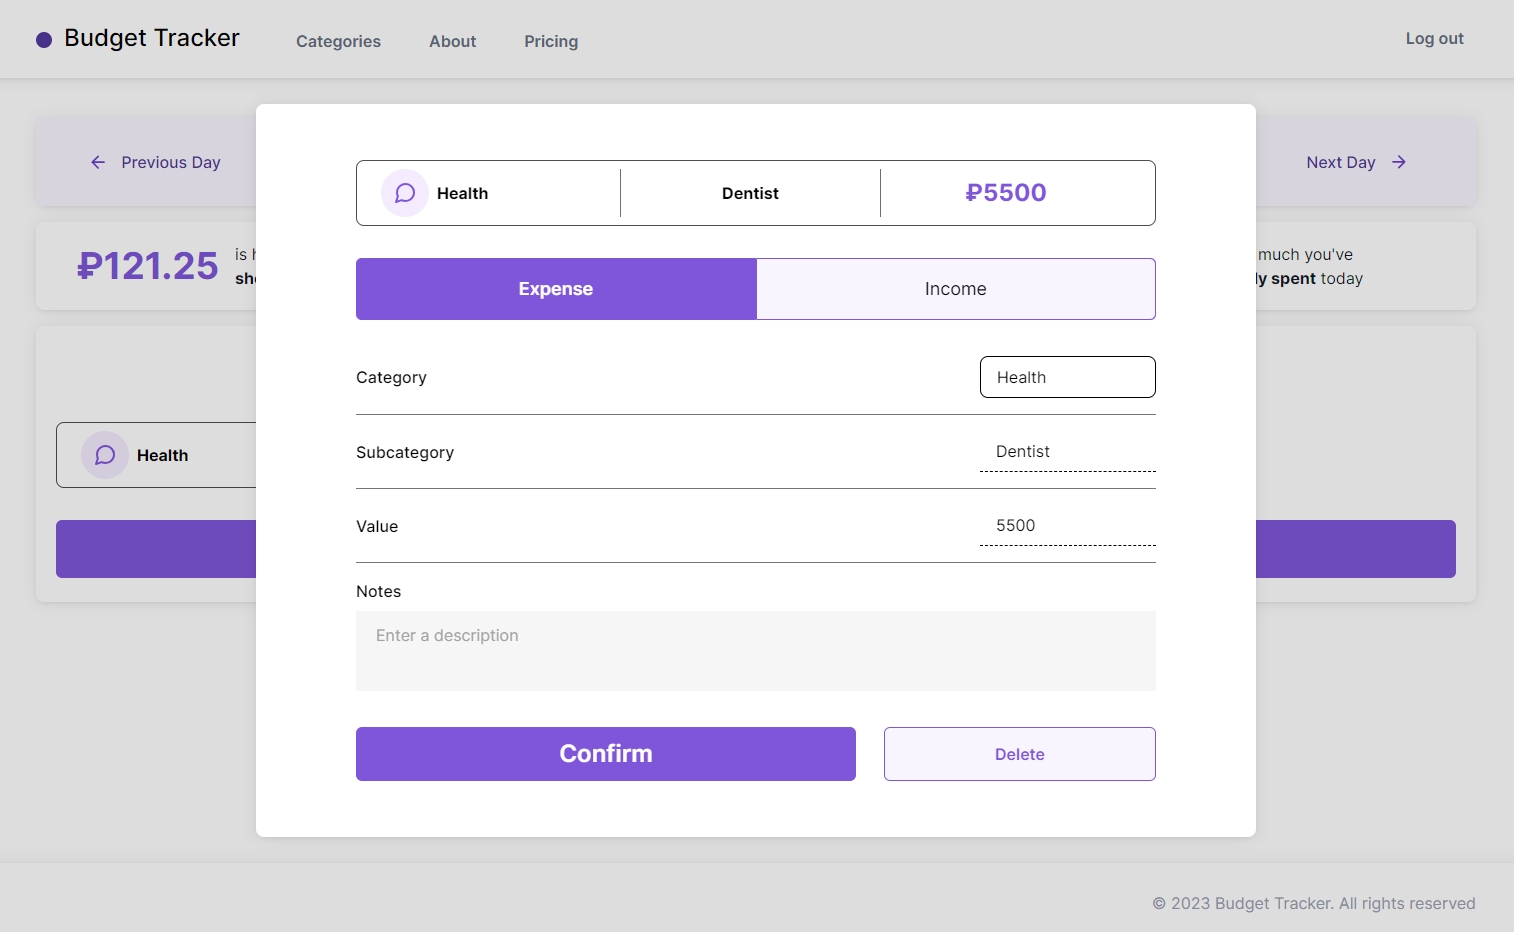 Budget Tracker
Categories
About
Pricing
Log out
Previous Day
Next Day
₽121.25
is
much you've
spent today
Health
Health
Dentist
₽5500
Expense
Income
Category
Health
Subcategory
Dentist
Value
5500
Notes
Enter a description
Confirm
Delete
© 2023 Budget Tracker. All rights reserved